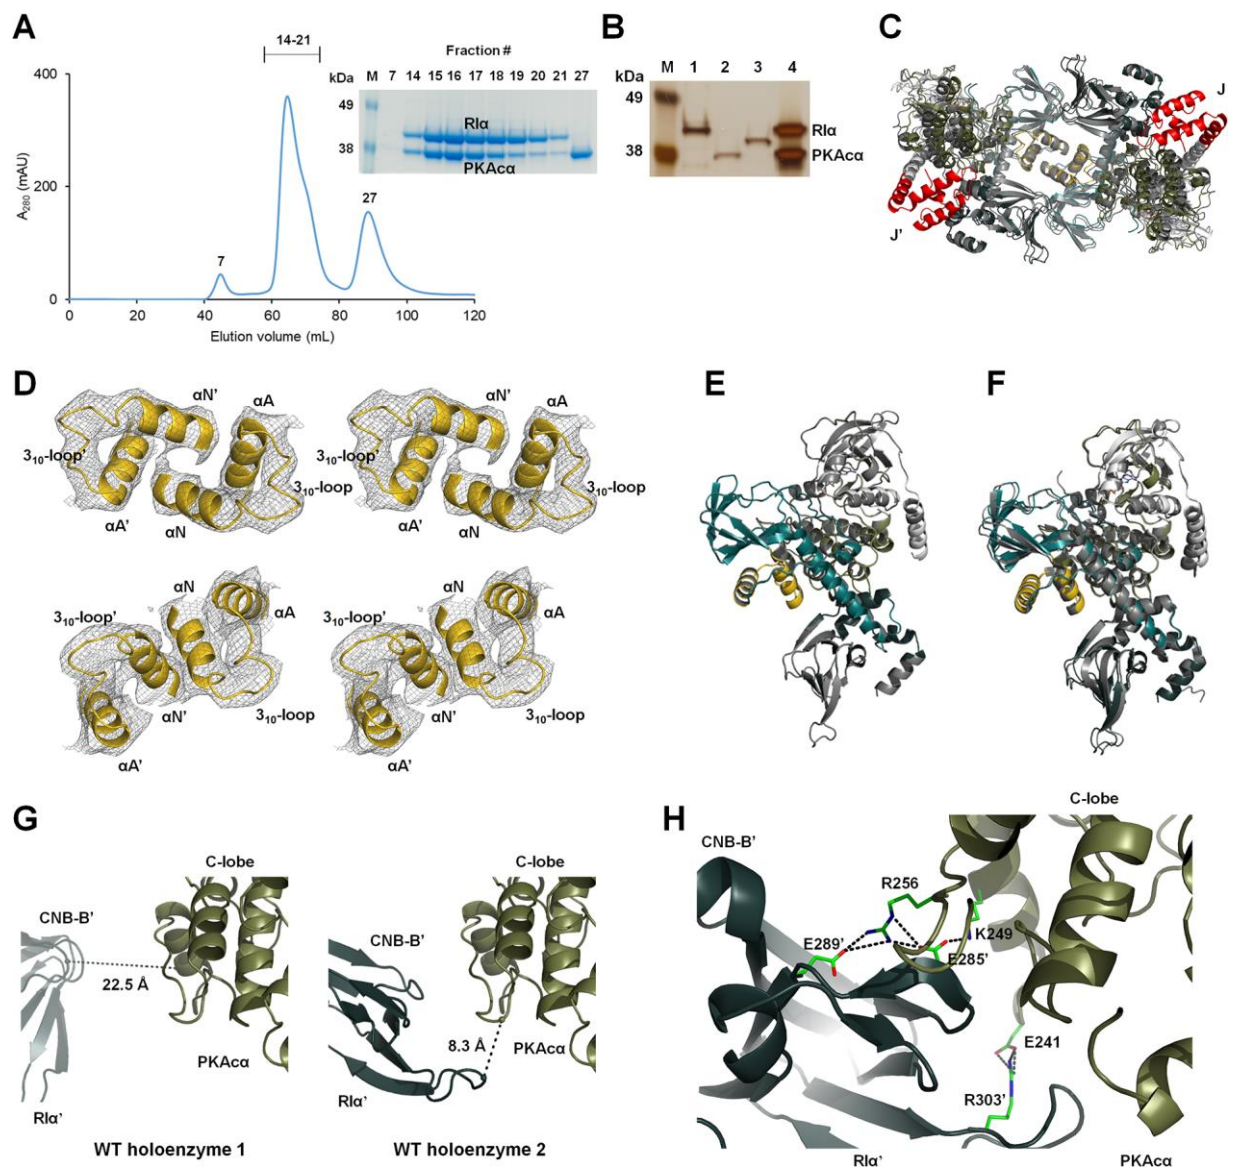 A
14-21
Fraction #
kDa M 7 14 15 16 17 18 19 20 21 27
49
38
RIα
PKAcα
400
200
0
A280 (mAU)
7
27
0 20 40 60 80 100 120
Elution volume (mL)
B
kDa M 1 2 3 4
49
38
RIα
PKAcα
C
J
J’
D
αN’ αA αN’ αA
310-loop’ 310-loop 310-loop’ 310-loop
αA’ αN αA’ αN
αN αN
310-loop’ αA 310-loop’ αA
αN’ 310-loop αN’ 310-loop
αA’ αA’
E
F
G
C-lobe
CNB-B’
22.5 Å
PKAcα
RIα’
WT holoenzyme 1
C-lobe
CNB-B’
8.3 Å
PKAcα
RIα’
WT holoenzyme 2
H
C-lobe
CNB-B’
R256
K249
E289’
E285’
E241
R303’
RIα’
PKAcα